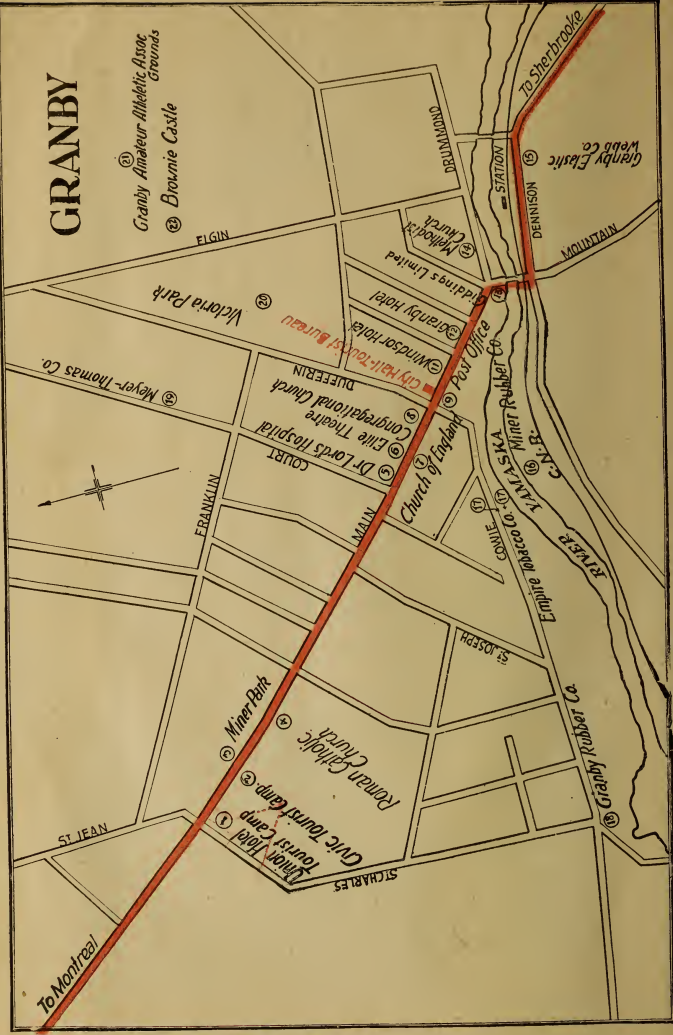 GRANBY
Granby Amateur Atheletic Assoc
Grounds
21
22 Brownie Castle
To Sherbrooke
Granby Elastic
Webb Co.
15
STATION
DENNISON
MOUNTAIN
DRUMMOND
ELGIN
Methodist
Church
14
Giddings Limited
13
Granby Hotel
12
Windsor Hotel
11
City Hall-Tourist Bureau
Post Office
9
Victoria Park
20
DUFFERIN
Congregational Church
8
Elite Theatre
6
Dr Lord's Hospital
5
Church of England
7
COURT
MAIN
Meyer-Thomas Co.
19
FRANKLIN
YAMASKA
RIVER
Miner Rubber Co.
16
C.N.R.
COWIE
17
Empire Tobacco Co. - 17
ST JOSEPH
Miner Park
3
4
Roman Catholic
Church
2
Civic Tourist Camp
1
Union Hotel
Tourist Camp
ST JEAN
ST CHARLES
18 Granby Rubber Co.
To Montreal